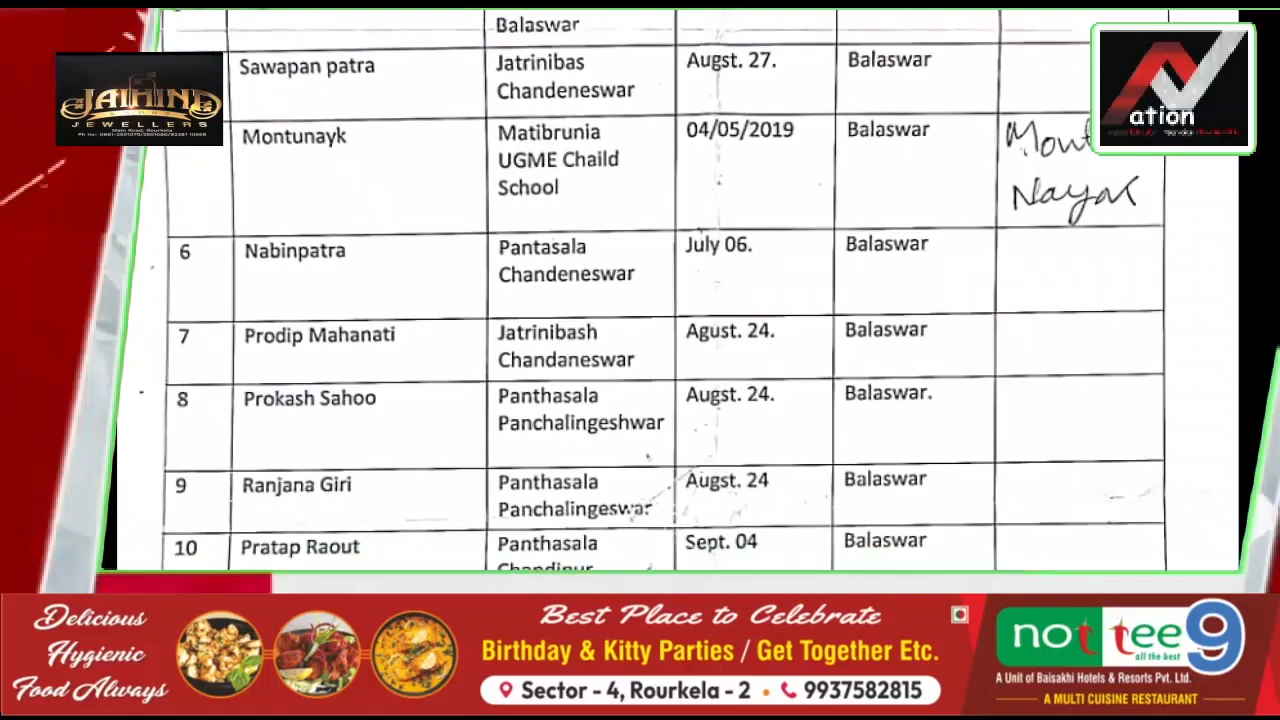 Balaswar
Sawapan patra
Jatrinibas
Chandeneswar
Augst. 27.
Balaswar
Montunayk
Matibrunia
UGME Chaild
School
04/05/2019
Balaswar
Nayak
6
Nabinpatra
Pantasala
Chandeneswar
July 06.
Balaswar
7
Prodip Mahanati
Jatrinibash
Chandaneswar
Agust. 24.
Balaswar
8
Prokash Sahoo
Panthasala
Panchalingeshwar
Augst. 24.
Balaswar.
9
Ranjana Giri
Panthasala
Panchalingeswar
Augst. 24
Balaswar
10
Pratap Raout
Panthasala
Sept. 04
Balaswar
JAIHIND
JEWELLERS
Main Road, Rourkela
N
ation
Delicious
Hygienic
Food Always
Best Place to Celebrate
Birthday & Kitty Parties / Get Together Etc.
Sector - 4, Rourkela - 2 • 9937582815
not tee 9
all the best
A Unit of Baisakhi Hotels & Resorts Pvt. Ltd.
A MULTI CUISINE RESTAURANT